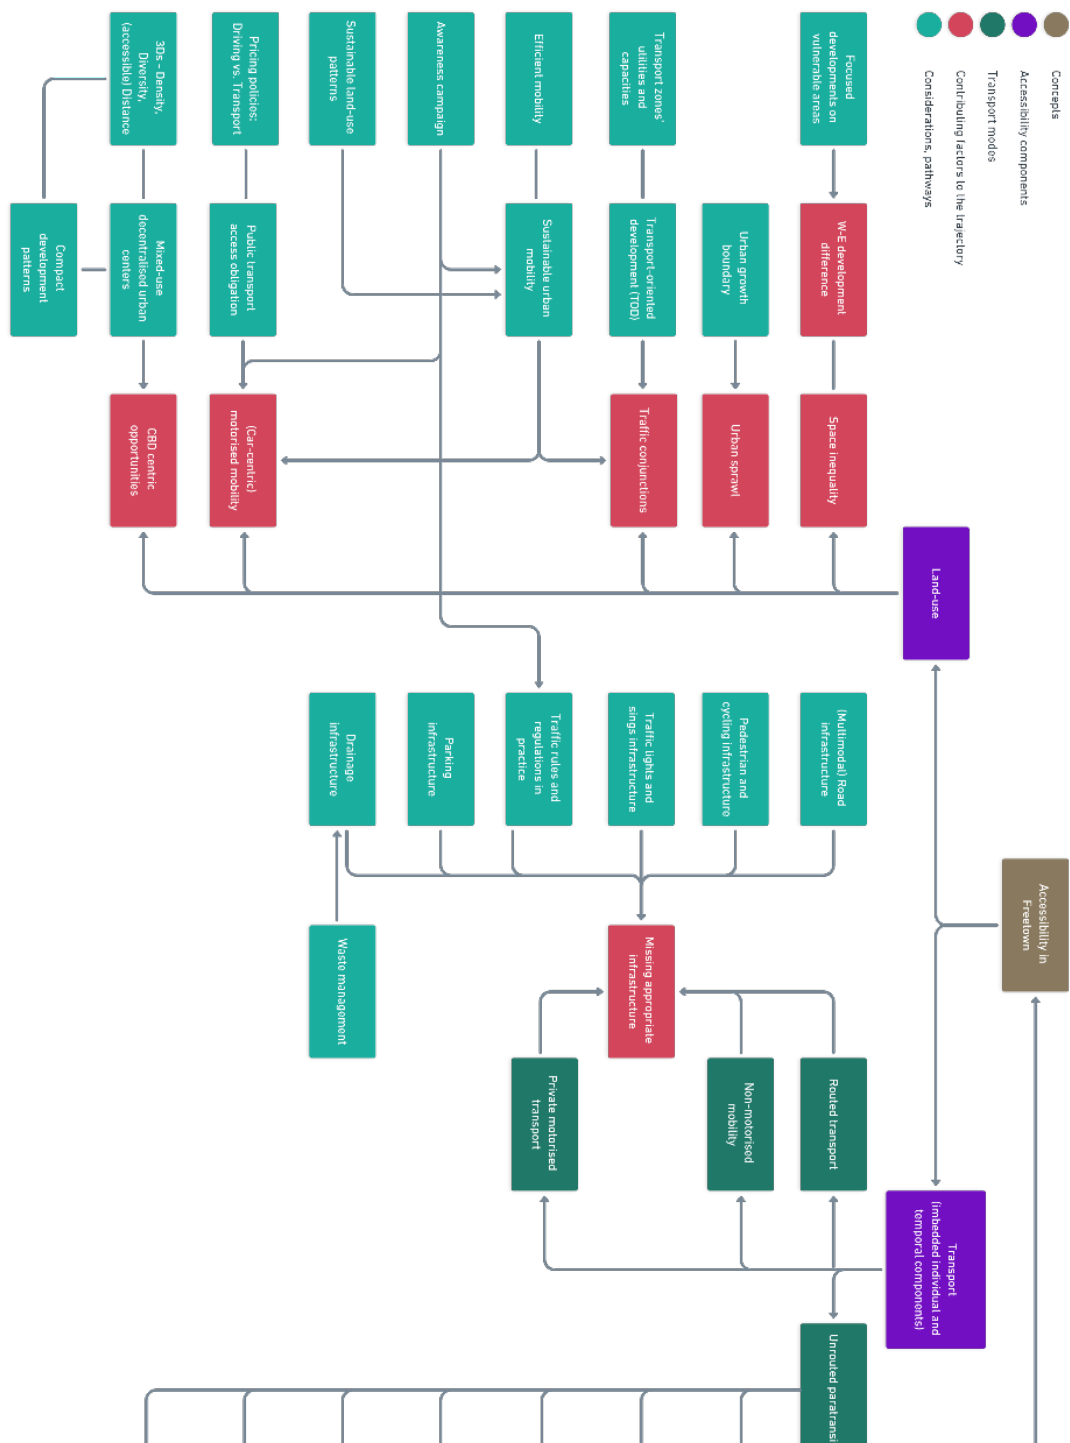 Concepts
Accessibility components
Transport modes
Contributing factors to the trajectory
Considerations, pathways
Accessibility in
Freetown
Land-use
Transport
(imbedded individual and
temporal components)
Focused
developments on
vulnerable areas
W-E development
difference
Space inequality
Urban growth
boundary
Urban sprawl
Transport zones'
utilities and
capacities
Transport-oriented
development (TOD)
Traffic conjunctions
Efficient mobility
Sustainable urban
mobility
Awareness campaign
Sustainable land-use
patterns
Pricing policies:
Driving vs. Transport
Public transport
access obligation
(Car-centric)
motorised mobility
3Ds - Density,
Diversity,
(accessible) Distance
Mixed-use
decentralised urban
centers
CBD centric
opportunities
Compact
development
patterns
(Multimodal) Road
infrastructure
Pedestrian and
cycling infrastructure
Traffic lights and
sings infrastructure
Traffic rules and
regulations in
practice
Parking
infrastructure
Drainage
infrastructure
Waste management
Missing appropriate
infrastructure
Routed transport
Non-motorised
mobility
Private motorised
transport
Unrouted paratransi